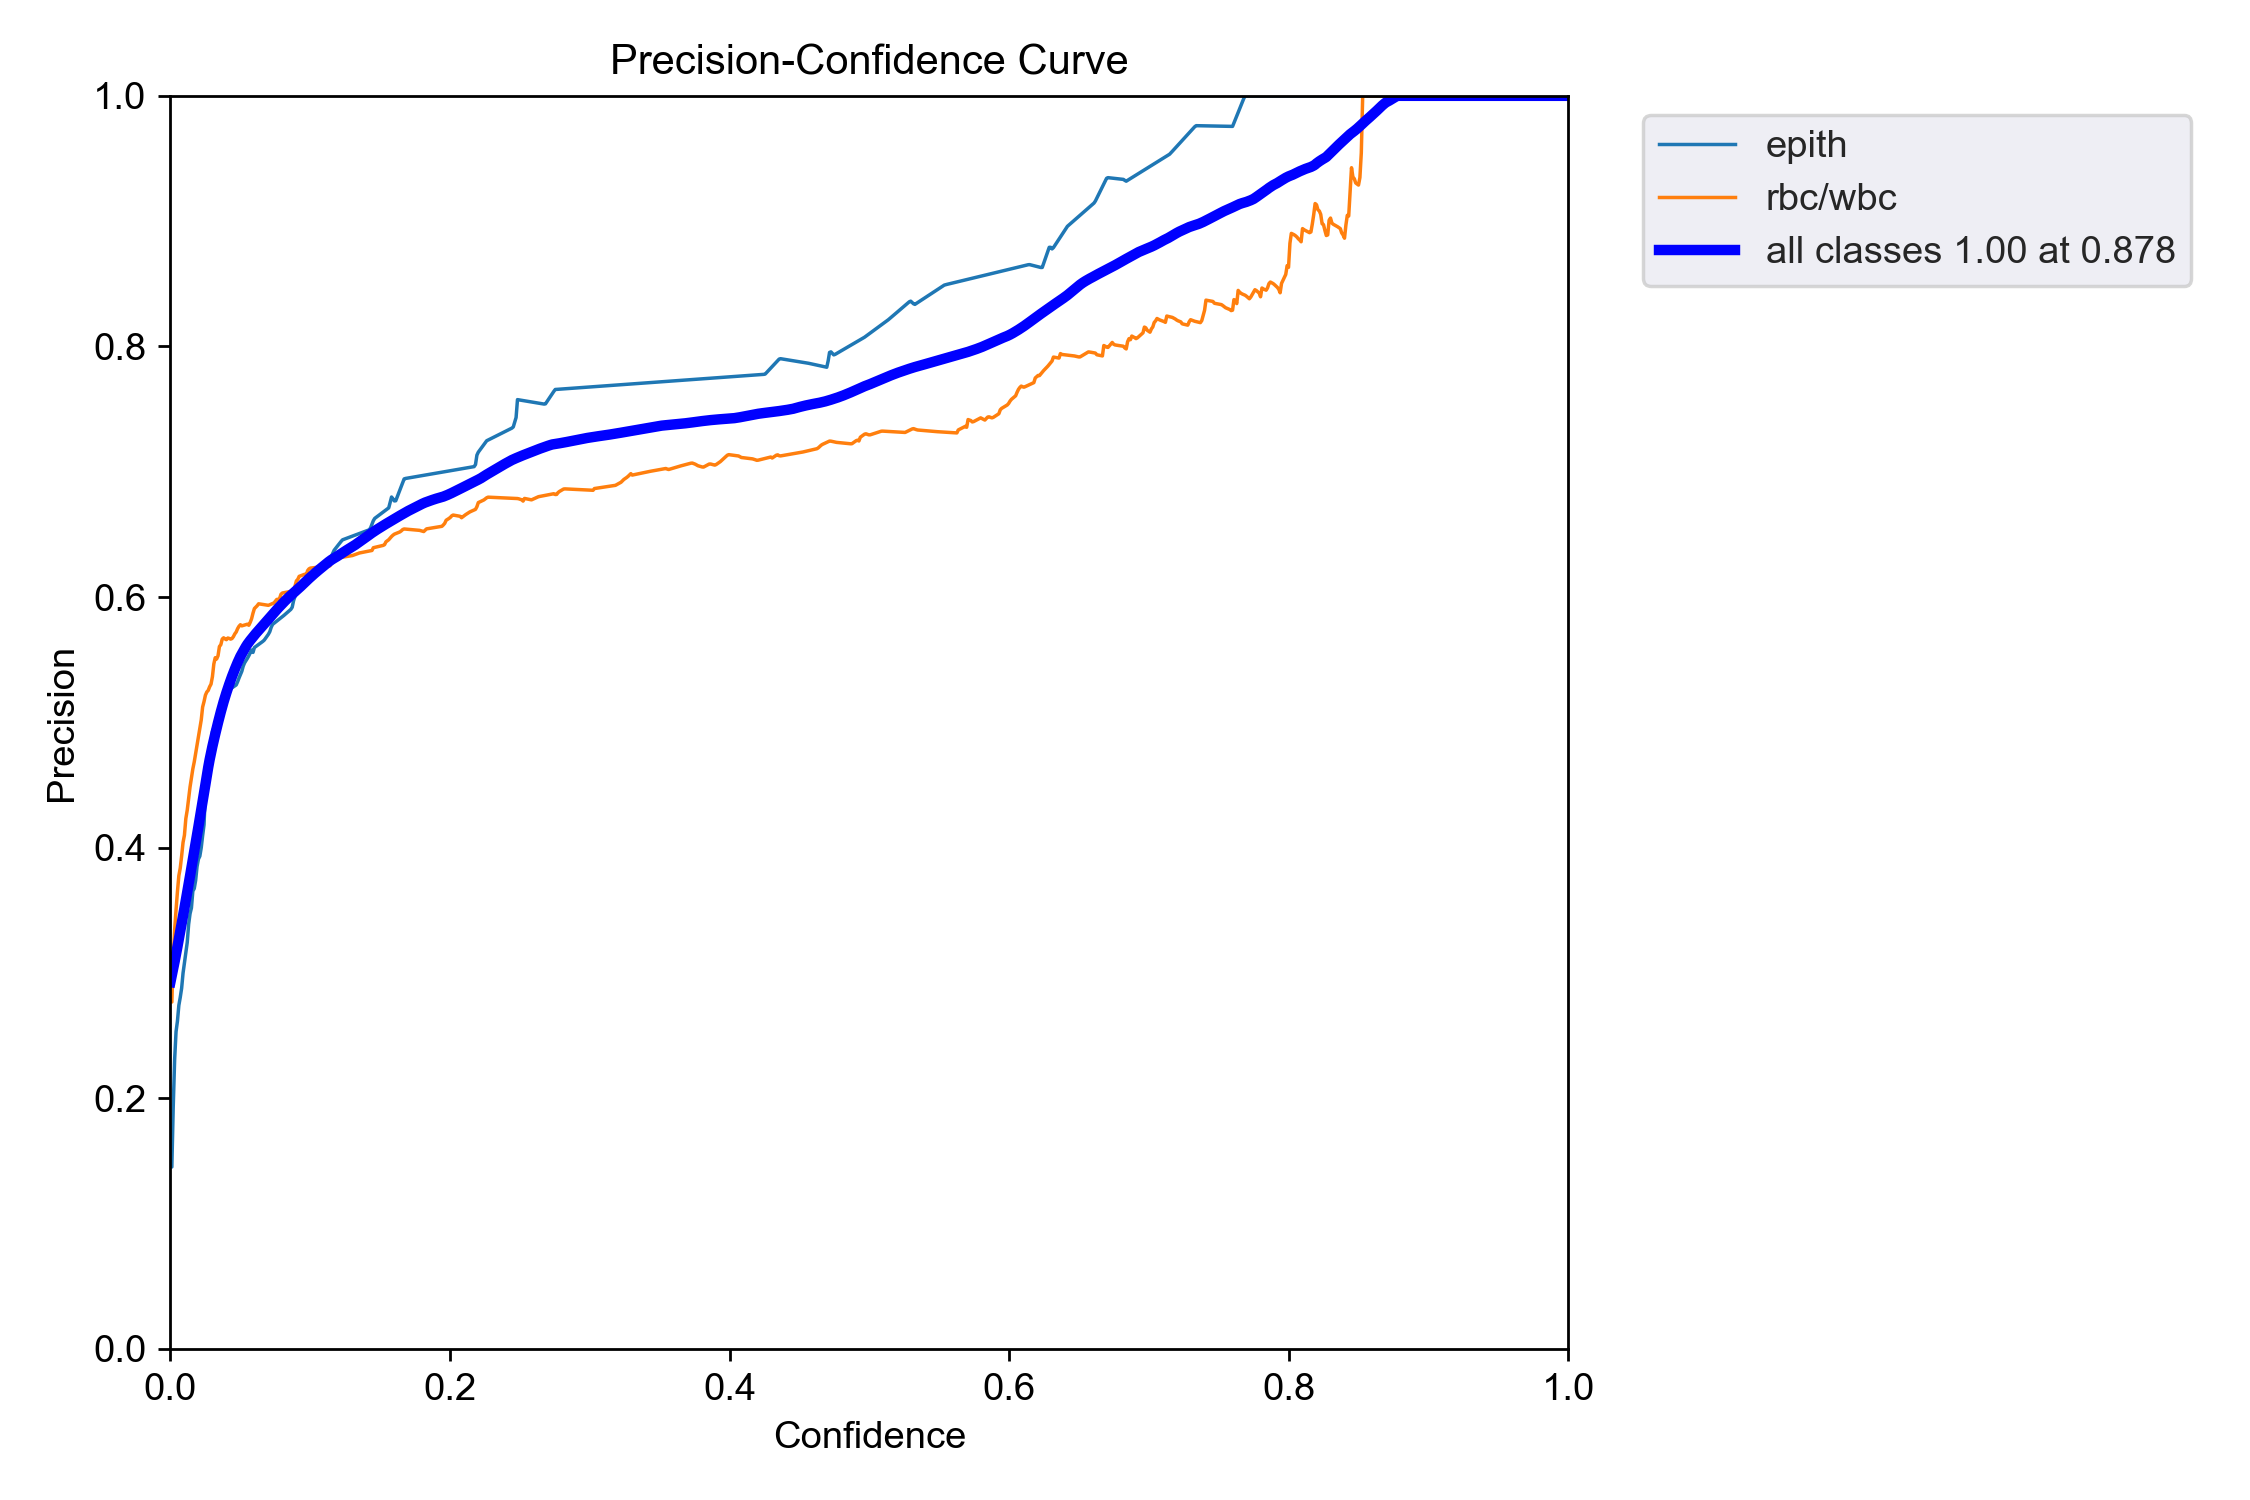 Precision-Confidence Curve
1.0
0.8
0.6
0.4
0.2
0.0
Precision
0.0 0.2 0.4 0.6 0.8 1.0
Confidence
epith
rbc/wbc
all classes 1.00 at 0.878